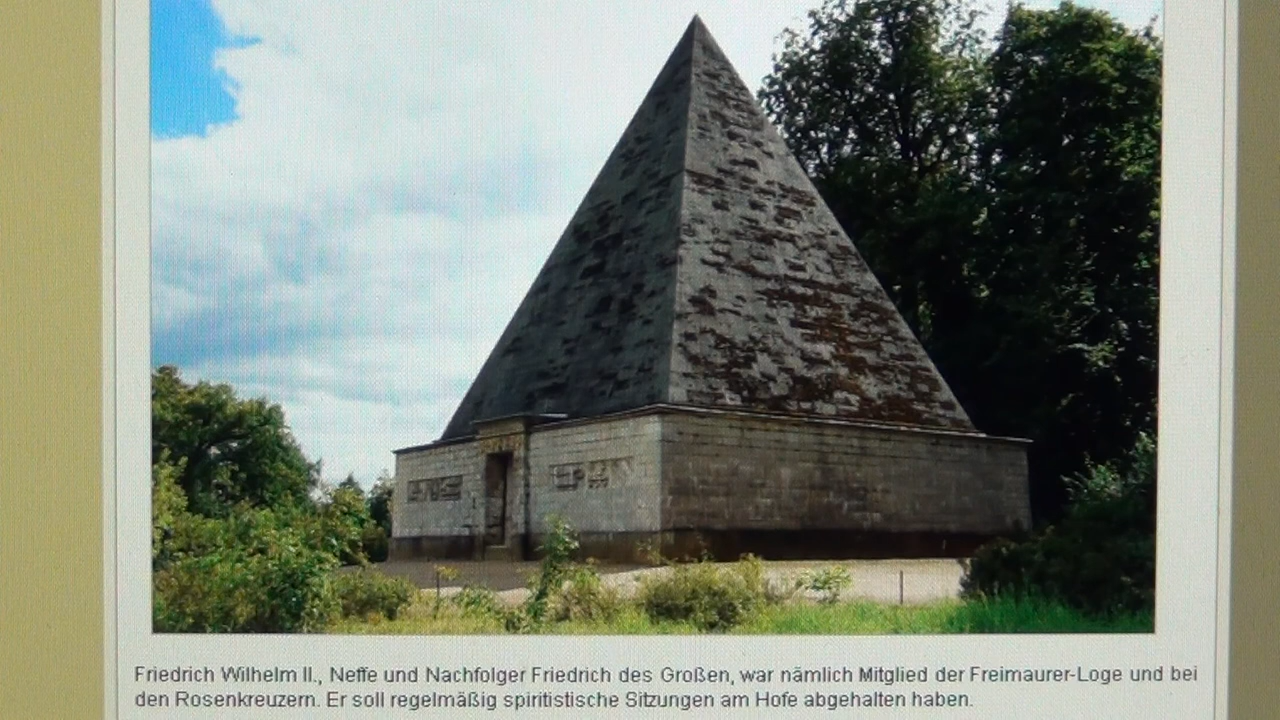 Friedrich Wilhelm II., Neffe und Nachfolger Friedrich des Großen, war nämlich Mitglied der Freimaurer-Loge und bei
den Rosenkreuzern. Er soll regelmäßig spiritistische Sitzungen am Hofe abgehalten haben.